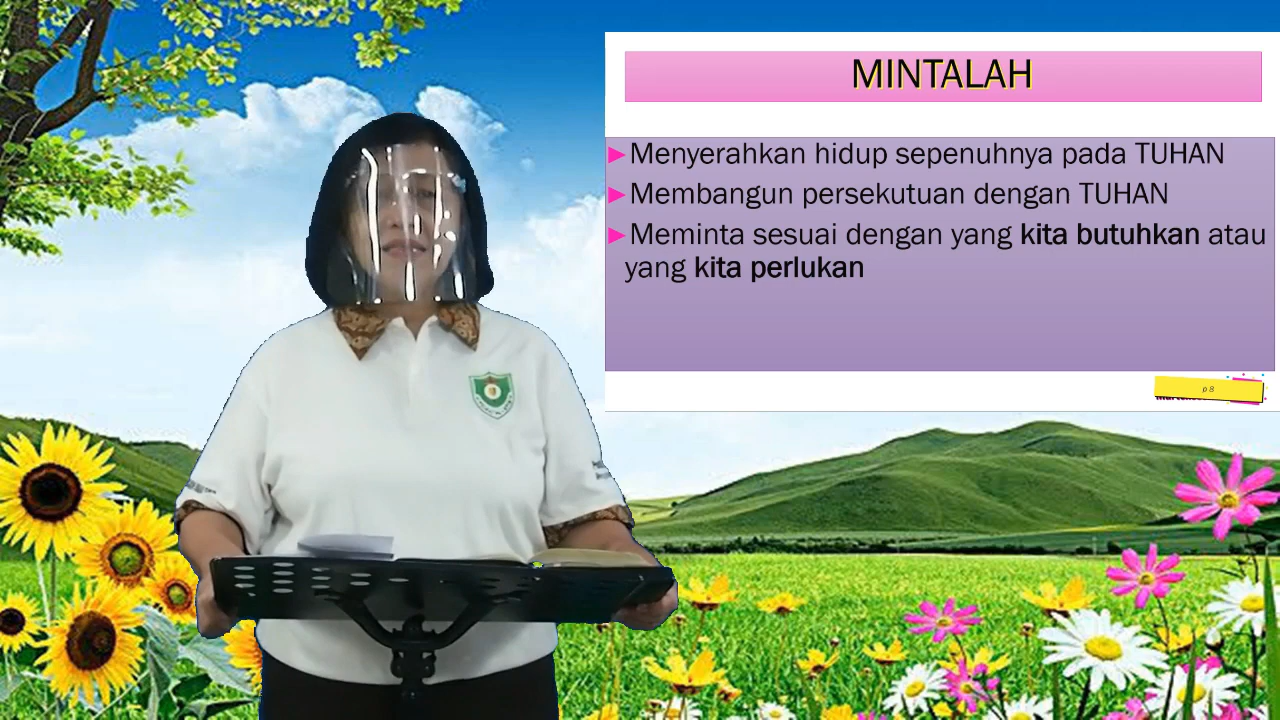 MINTALAH
►Menyerahkan hidup sepenuhnya pada TUHAN
►Membangun persekutuan dengan TUHAN
►Meminta sesuai dengan yang kita butuhkan atau
yang kita perlukan
p 8